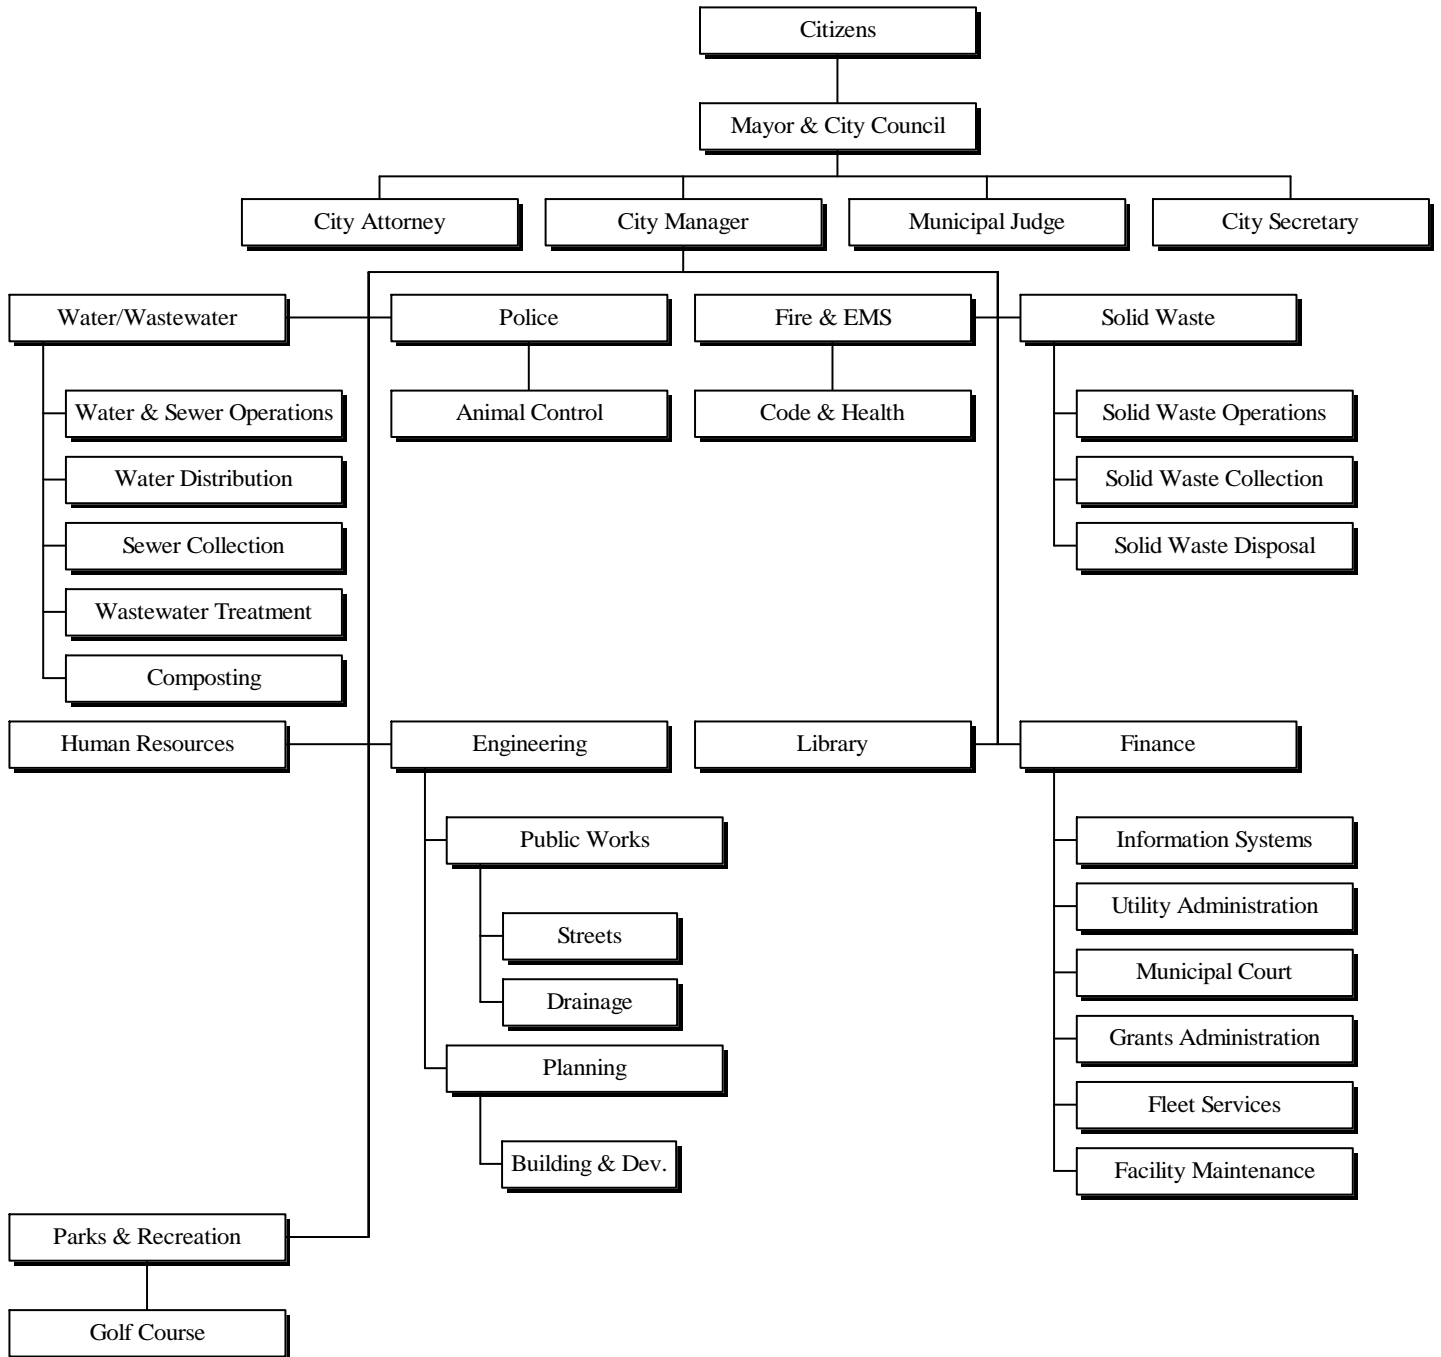 Citizens
Mayor & City Council
City Attorney
City Manager
Municipal Judge
City Secretary
Water/Wastewater
Police
Fire & EMS
Solid Waste
Water & Sewer Operations
Animal Control
Code & Health
Solid Waste Operations
Water Distribution
Solid Waste Collection
Sewer Collection
Solid Waste Disposal
Wastewater Treatment
Composting
Human Resources
Engineering
Library
Finance
Public Works
Information Systems
Utility Administration
Streets
Municipal Court
Drainage
Grants Administration
Planning
Fleet Services
Building & Dev.
Facility Maintenance
Parks & Recreation
Golf Course